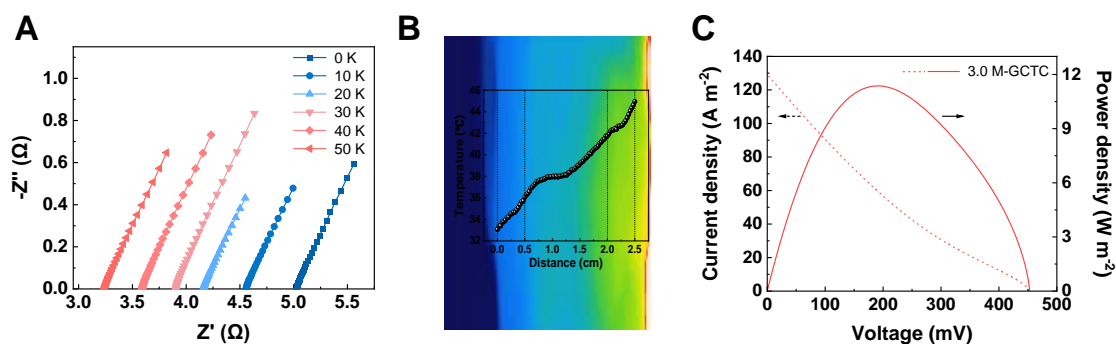 A
-Z'' (Ω)
1.0
0.8
0.6
0.4
0.2
0.0
3.0 3.5 4.0 4.5 5.0 5.5
Z' (Ω)
0 K
10 K
20 K
30 K
40 K
50 K
B
Temperature (°C)
46
44
42
40
38
36
34
32
0.0 0.5 1.0 1.5 2.0 2.5
Distance (cm)
C
Current density (A m-2)
140
120
100
80
60
40
20
0
0 100 200 300 400 500
Voltage (mV)
3.0 M-GCTC
12
9
6
3
0
Power density (W m-2)